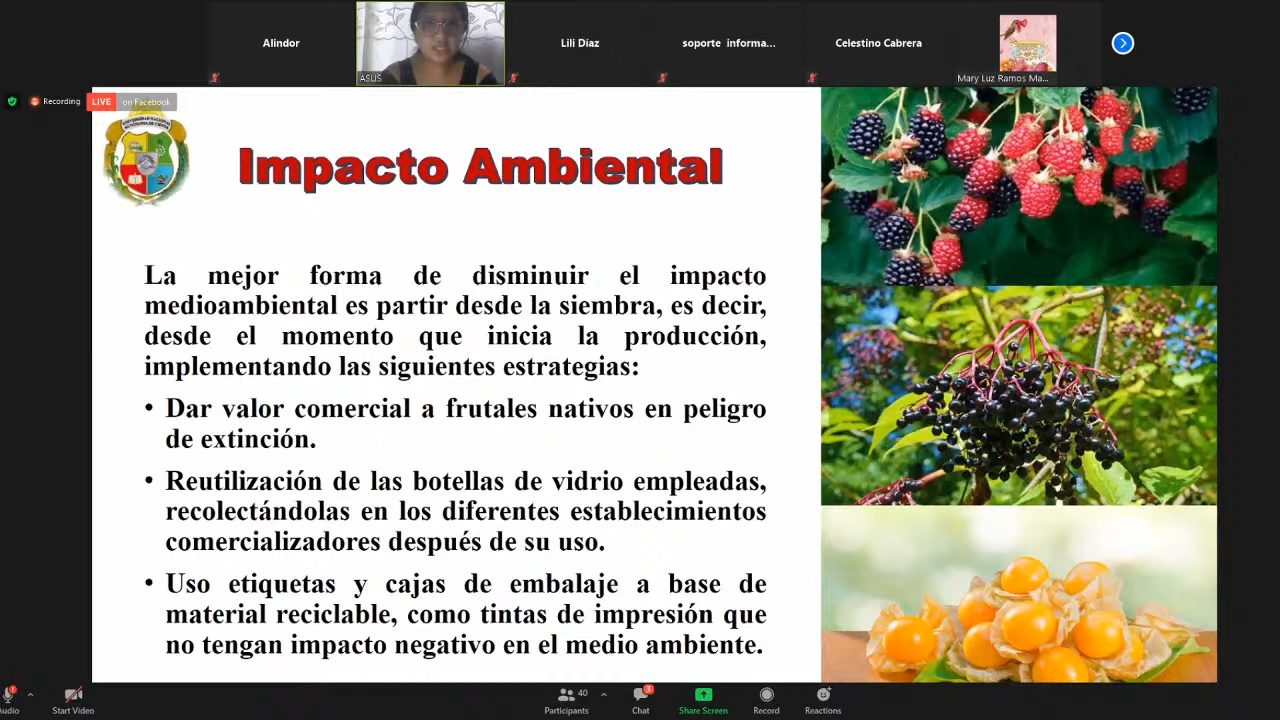 Alindor
ASUS
Lili Díaz
soporte informa...
Celestino Cabrera
Mary Luz Ramos Ma...
Recording
LIVE on Facebook
Impacto Ambiental
La mejor forma de disminuir el impacto
medioambiental es partir desde la siembra, es decir,
desde el momento que inicia la producción,
implementando las siguientes estrategias:
• Dar valor comercial a frutales nativos en peligro
de extinción.
• Reutilización de las botellas de vidrio empleadas,
recolectándolas en los diferentes establecimientos
comercializadores después de su uso.
• Uso etiquetas y cajas de embalaje a base de
material reciclable, como tintas de impresión que
no tengan impacto negativo en el medio ambiente.
Audio
Start Video
Participants 40
Chat 3
Share Screen
Record
Reactions